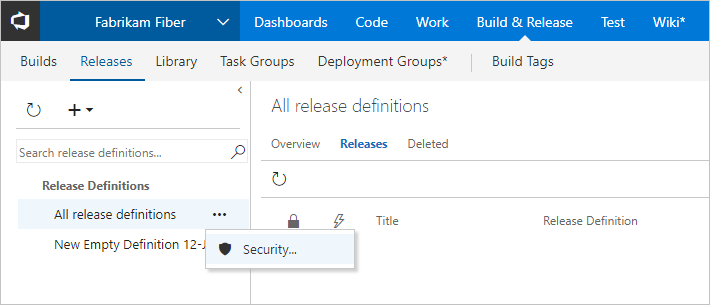 Fabrikam Fiber Dashboards Code Work Build & Release Test Wiki*
Builds Releases Library Task Groups Deployment Groups* Build Tags
All release definitions
Overview Releases Deleted
Search release definitions...
Release Definitions
All release definitions ...
New Empty Definition 12-J
Security...
Title Release Definition